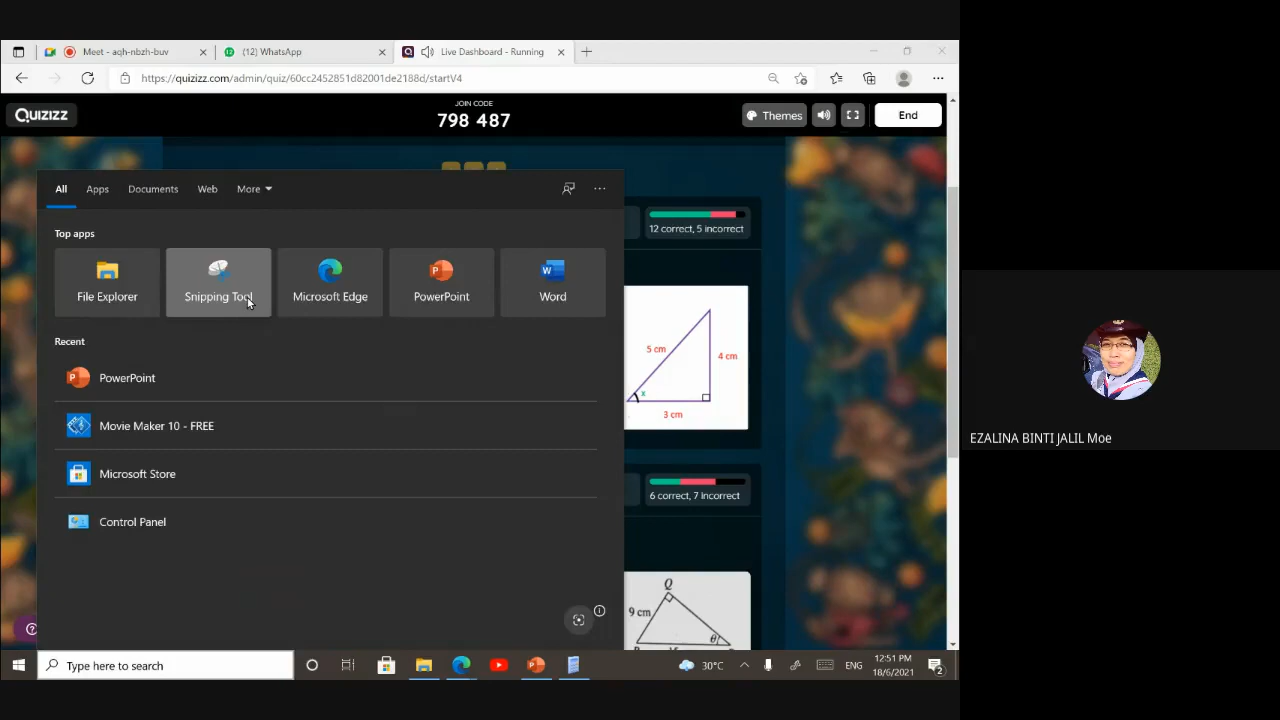 Meet - aqh-nbzh-buv
(12) WhatsApp
Live Dashboard - Running
https://quizizz.com/admin/quiz/60cc2452851d82001de2188d/startV4
Quizizz
JOIN CODE
798 487
Themes
End
All Apps Documents Web More
12 correct, 5 incorrect
Top apps
File Explorer
Snipping Tool
Microsoft Edge
PowerPoint
Word
5 cm
4 cm
x
3 cm
Recent
PowerPoint
Movie Maker 10 - FREE
Microsoft Store
Control Panel
6 correct, 7 incorrect
Q
9 cm
θ
EZALINA BINTI JALIL Moe
Type here to search
30°C
ENG
12:51 PM
18/6/2021
2